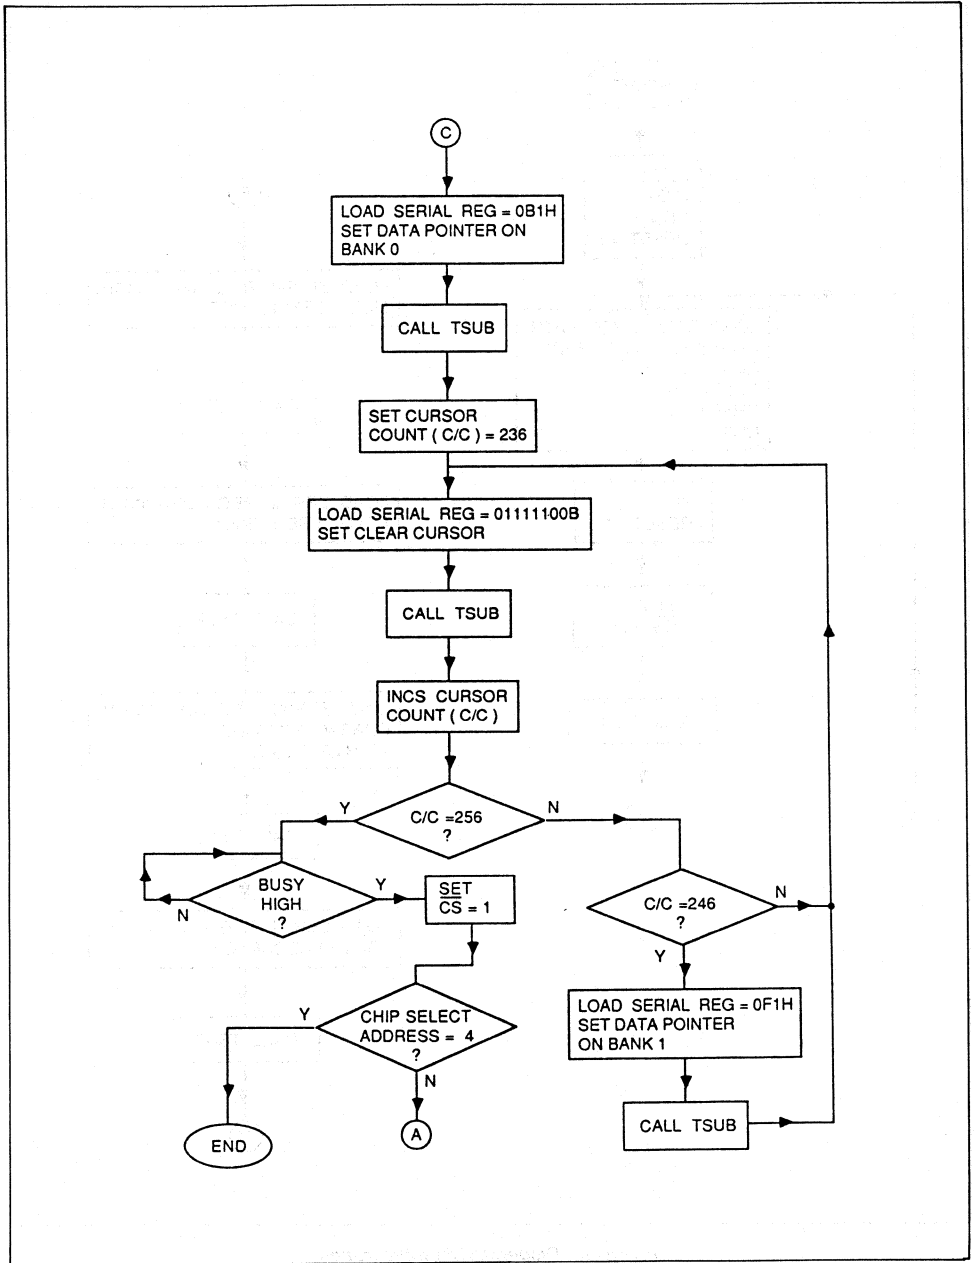 C
LOAD SERIAL REG = 0B1H
SET DATA POINTER ON
BANK 0
CALL TSUB
SET CURSOR
COUNT ( C/C ) = 236
LOAD SERIAL REG = 01111100B
SET CLEAR CURSOR
CALL TSUB
INCS CURSOR
COUNT ( C/C )
Y
C/C =256
?
N
BUSY
HIGH
?
Y
N
SET
CS = 1
C/C =246
?
N
Y
CHIP SELECT
ADDRESS = 4
?
Y
N
LOAD SERIAL REG = 0F1H
SET DATA POINTER
ON BANK 1
CALL TSUB
END
A